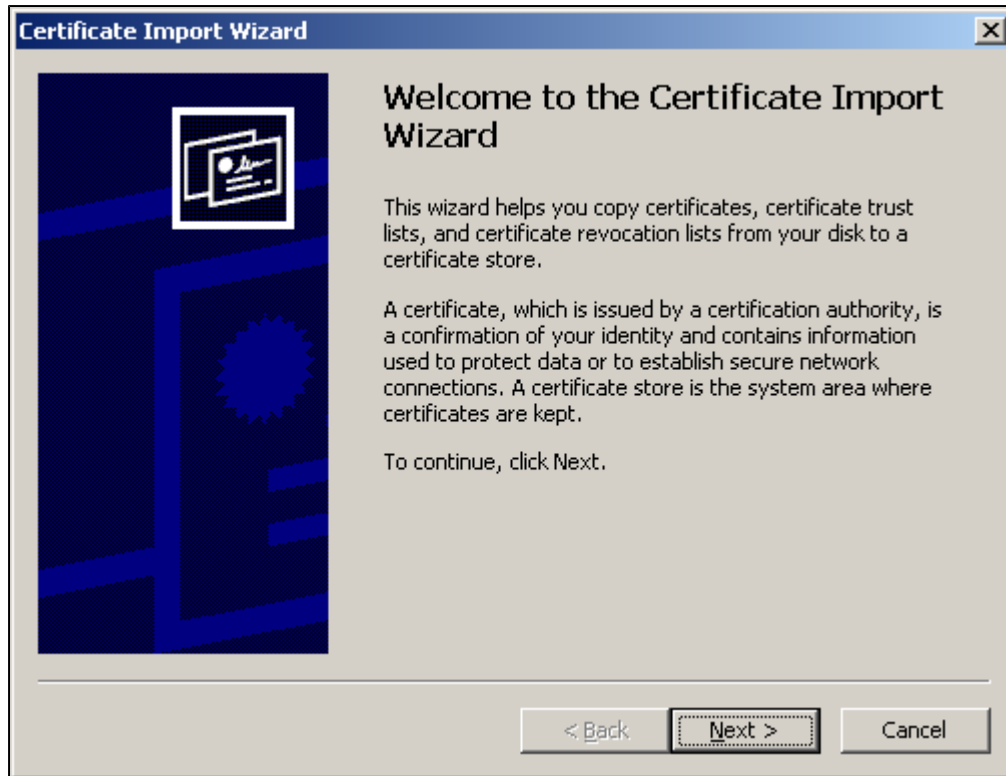 Certificate Import Wizard
Welcome to the Certificate Import
Wizard
This wizard helps you copy certificates, certificate trust
lists, and certificate revocation lists from your disk to a
certificate store.
A certificate, which is issued by a certification authority, is
a confirmation of your identity and contains information
used to protect data or to establish secure network
connections. A certificate store is the system area where
certificates are kept.
To continue, click Next.
< Back Next > Cancel